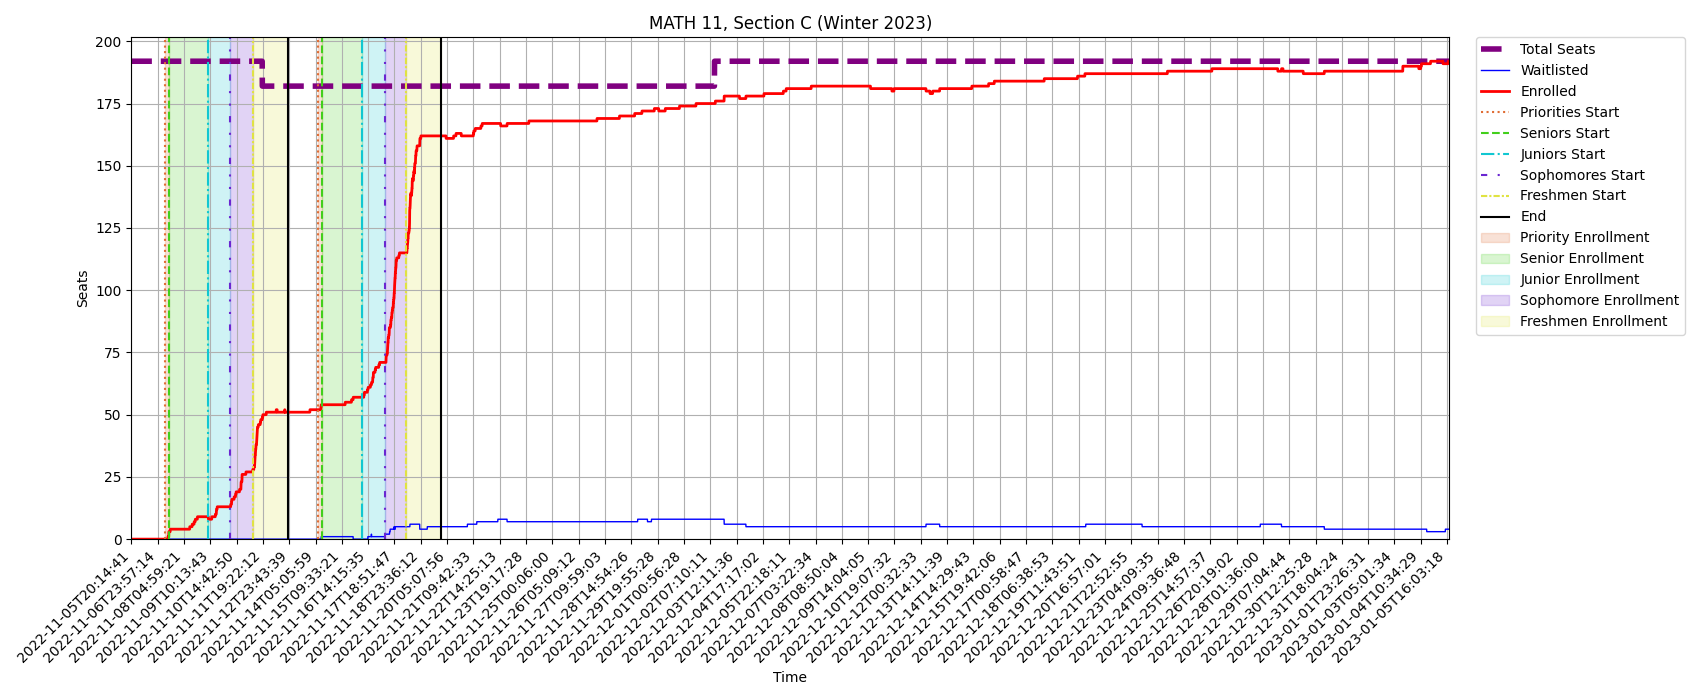 MATH 11, Section C (Winter 2023)
Seats
200
175
150
125
100
75
50
25
0
2022-11-05T20:14:41
2022-11-06T23:57:14
2022-11-08T04:59:21
2022-11-09T10:13:43
2022-11-10T14:42:50
2022-11-11T19:22:12
2022-11-12T23:43:39
2022-11-14T05:05:59
2022-11-15T09:33:21
2022-11-16T14:15:35
2022-11-17T18:51:47
2022-11-18T23:36:12
2022-11-20T05:07:56
2022-11-21T09:42:33
2022-11-22T14:25:13
2022-11-23T19:17:28
2022-11-25T00:06:00
2022-11-26T05:09:12
2022-11-27T09:59:03
2022-11-28T14:54:26
2022-11-29T19:55:28
2022-12-01T00:56:28
2022-12-02T07:10:11
2022-12-03T12:11:36
2022-12-04T17:17:02
2022-12-05T22:18:11
2022-12-07T03:22:34
2022-12-08T08:50:04
2022-12-09T14:04:05
2022-12-10T19:07:32
2022-12-12T00:32:33
2022-12-13T14:11:39
2022-12-14T14:29:43
2022-12-15T19:42:06
2022-12-17T00:58:47
2022-12-18T06:38:53
2022-12-19T11:43:51
2022-12-20T16:57:01
2022-12-21T22:52:55
2022-12-23T04:09:35
2022-12-24T09:36:48
2022-12-25T14:57:37
2022-12-26T20:19:02
2022-12-28T01:36:00
2022-12-29T07:04:44
2022-12-30T12:25:28
2022-12-31T18:04:24
2023-01-01T23:26:31
2023-01-03T05:01:34
2023-01-04T10:34:29
2023-01-05T16:03:18
Time
Total Seats
Waitlisted
Enrolled
Priorities Start
Seniors Start
Juniors Start
Sophomores Start
Freshmen Start
End
Priority Enrollment
Senior Enrollment
Junior Enrollment
Sophomore Enrollment
Freshmen Enrollment